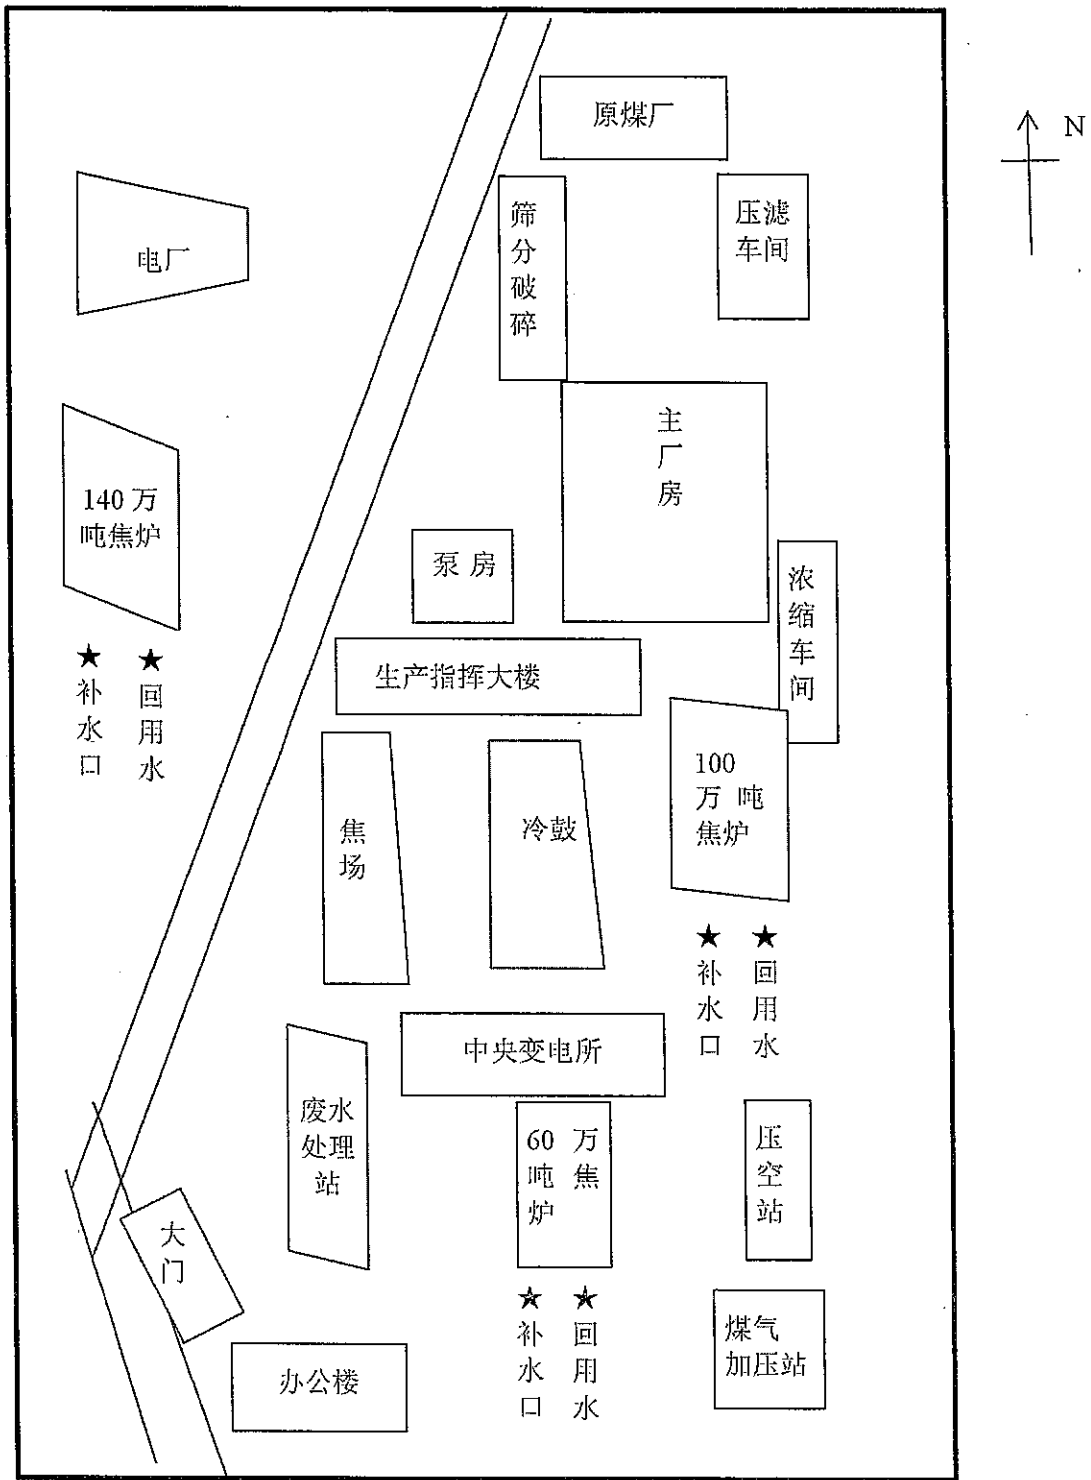 原煤厂
N
筛分破碎
压滤
车间
电厂
主厂房
140 万
吨焦炉
泵 房
浓缩车间
生产指挥大楼
★ ★
补水口
回用水
100
万 吨
焦炉
焦场
冷鼓
★ ★
补水口
回用水
中央变电所
废水
处理
站
60 万
吨 焦
炉
压空站
大门
★ ★
补水口
回用水
煤气
加压站
办公楼